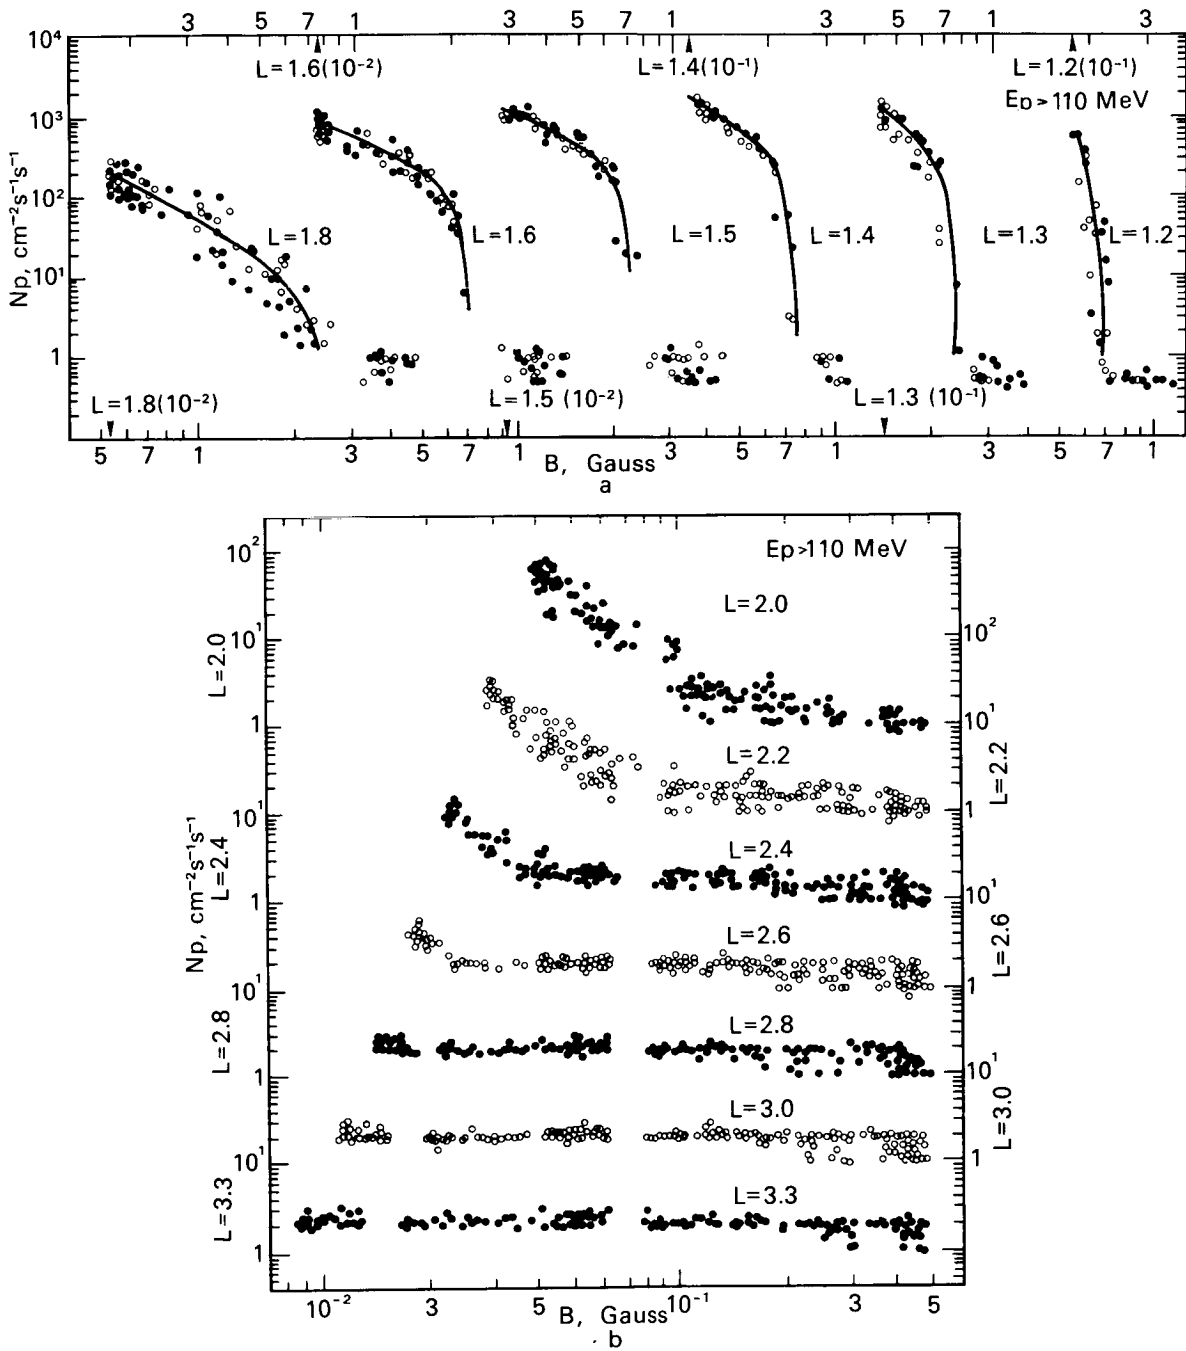 3 5 7 1 3 5 7 1 3 5 7 1 3
10⁴
10³
10²
10¹
1
Np, cm⁻²s⁻¹s⁻¹
L=1.6(10⁻²)
L=1.4(10⁻¹)
L=1.2(10⁻¹)
Ep>110 MeV
L=1.8
L=1.6
L=1.5
L=1.4
L=1.3
L=1.2
L=1.8(10⁻²)
L=1.5 (10⁻²)
L=1.3 (10⁻¹)
5 7 1 3 5 7 1 3 5 7 1 3 5 7 1
B, Gauss
a
Ep>110 MeV
10²
10¹
1
10¹
1
10¹
1
10¹
1
L=2.0
L=2.4
L=2.8
L=3.3
Np, cm⁻²s⁻¹s⁻¹
L=2.0
L=2.2
L=2.4
L=2.6
L=2.8
L=3.0
L=3.3
10²
10¹
1
10¹
1
10¹
1
L=2.2
L=2.6
L=3.0
10⁻² 3 5 10⁻¹ 3 5
B, Gauss
b